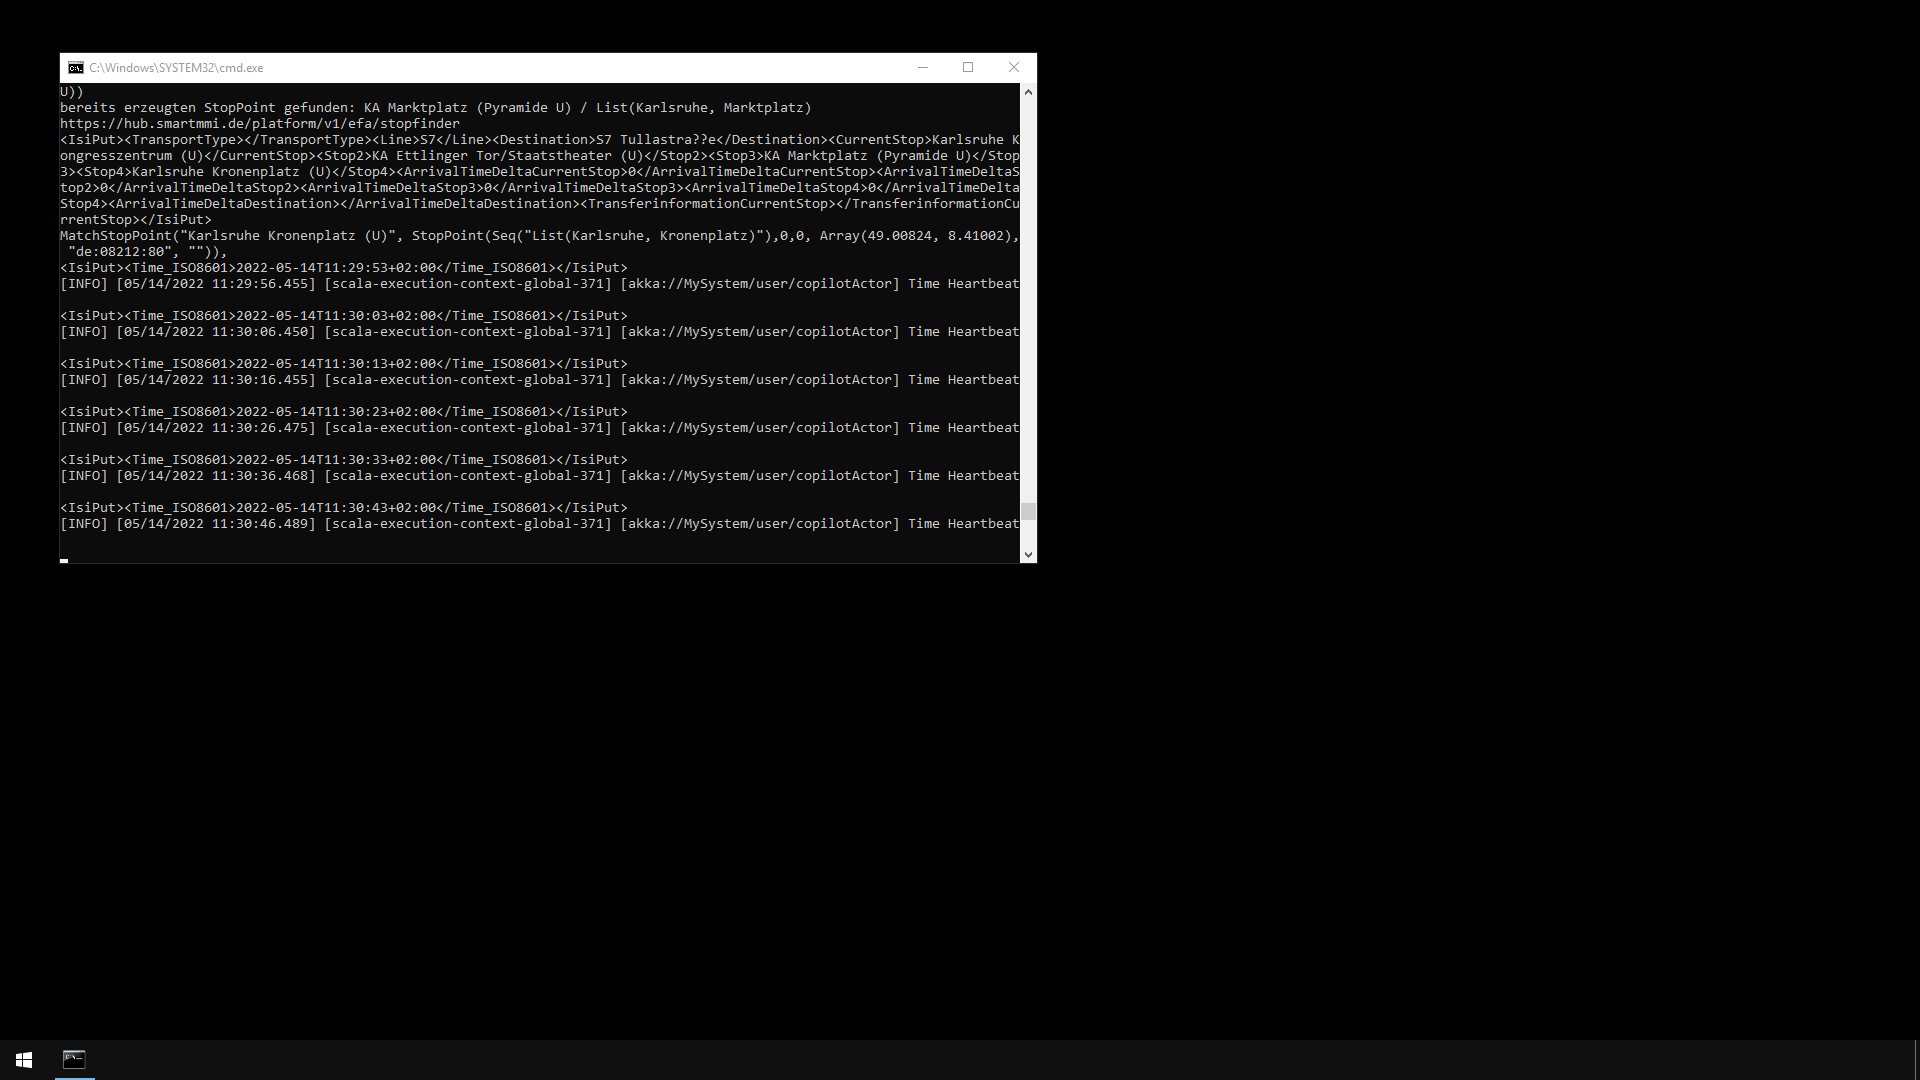 C:\Windows\SYSTEM32\cmd.exe
U))
bereits erzeugten StopPoint gefunden: KA Marktplatz (Pyramide U) / List(Karlsruhe, Marktplatz)
https://hub.smartmmi.de/platform/v1/efa/stopfinder
<IsiPut><TransportType></TransportType><Line>S7</Line><Destination>S7 Tullastra??e</Destination><CurrentStop>Karlsruhe K
ongresszentrum (U)</CurrentStop><Stop2>KA Ettlinger Tor/Staatstheater (U)</Stop2><Stop3>KA Marktplatz (Pyramide U)</Stop
3><Stop4>Karlsruhe Kronenplatz (U)</Stop4><ArrivalTimeDeltaCurrentStop>0</ArrivalTimeDeltaCurrentStop><ArrivalTimeDeltaS
top2>0</ArrivalTimeDeltaStop2><ArrivalTimeDeltaStop3>0</ArrivalTimeDeltaStop3><ArrivalTimeDeltaStop4>0</ArrivalTimeDelta
Stop4><ArrivalTimeDeltaDestination></ArrivalTimeDeltaDestination><TransferinformationCurrentStop></TransferinformationCu
rrentStop></IsiPut>
MatchStopPoint("Karlsruhe Kronenplatz (U)", StopPoint(Seq("List(Karlsruhe, Kronenplatz)"),0,0, Array(49.00824, 8.41002),
"de:08212:80", "")),
<IsiPut><Time_ISO8601>2022-05-14T11:29:53+02:00</Time_ISO8601></IsiPut>
[INFO] [05/14/2022 11:29:56.455] [scala-execution-context-global-371] [akka://MySystem/user/copilotActor] Time Heartbeat
<IsiPut><Time_ISO8601>2022-05-14T11:30:03+02:00</Time_ISO8601></IsiPut>
[INFO] [05/14/2022 11:30:06.450] [scala-execution-context-global-371] [akka://MySystem/user/copilotActor] Time Heartbeat
<IsiPut><Time_ISO8601>2022-05-14T11:30:13+02:00</Time_ISO8601></IsiPut>
[INFO] [05/14/2022 11:30:16.455] [scala-execution-context-global-371] [akka://MySystem/user/copilotActor] Time Heartbeat
<IsiPut><Time_ISO8601>2022-05-14T11:30:23+02:00</Time_ISO8601></IsiPut>
[INFO] [05/14/2022 11:30:26.475] [scala-execution-context-global-371] [akka://MySystem/user/copilotActor] Time Heartbeat
<IsiPut><Time_ISO8601>2022-05-14T11:30:33+02:00</Time_ISO8601></IsiPut>
[INFO] [05/14/2022 11:30:36.468] [scala-execution-context-global-371] [akka://MySystem/user/copilotActor] Time Heartbeat
<IsiPut><Time_ISO8601>2022-05-14T11:30:43+02:00</Time_ISO8601></IsiPut>
[INFO] [05/14/2022 11:30:46.489] [scala-execution-context-global-371] [akka://MySystem/user/copilotActor] Time Heartbeat